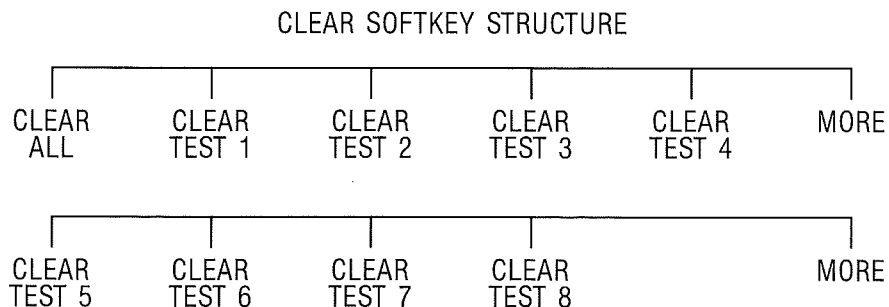 CLEAR SOFTKEY STRUCTURE
CLEAR ALL
CLEAR TEST 1
CLEAR TEST 2
CLEAR TEST 3
CLEAR TEST 4
MORE
CLEAR TEST 5
CLEAR TEST 6
CLEAR TEST 7
CLEAR TEST 8
MORE